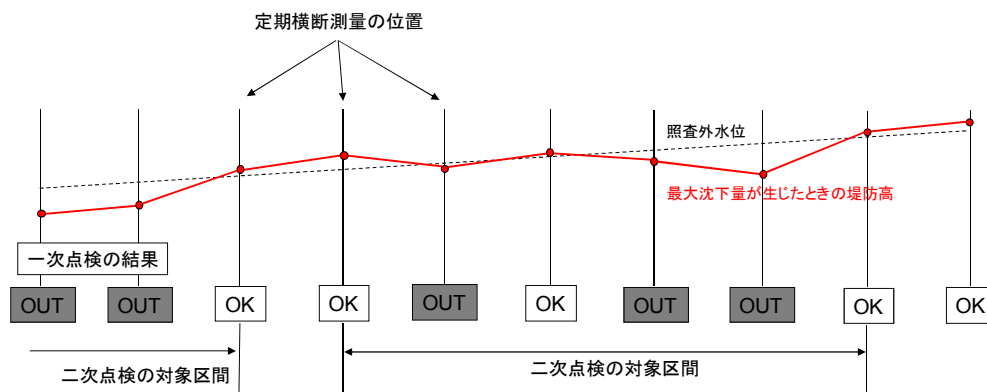 定期横断測量の位置
照査外水位
最大沈下量が生じたときの堤防高
一次点検の結果
OUT OUT OK OK OUT OK OUT OUT OK OK
二次点検の対象区間 二次点検の対象区間